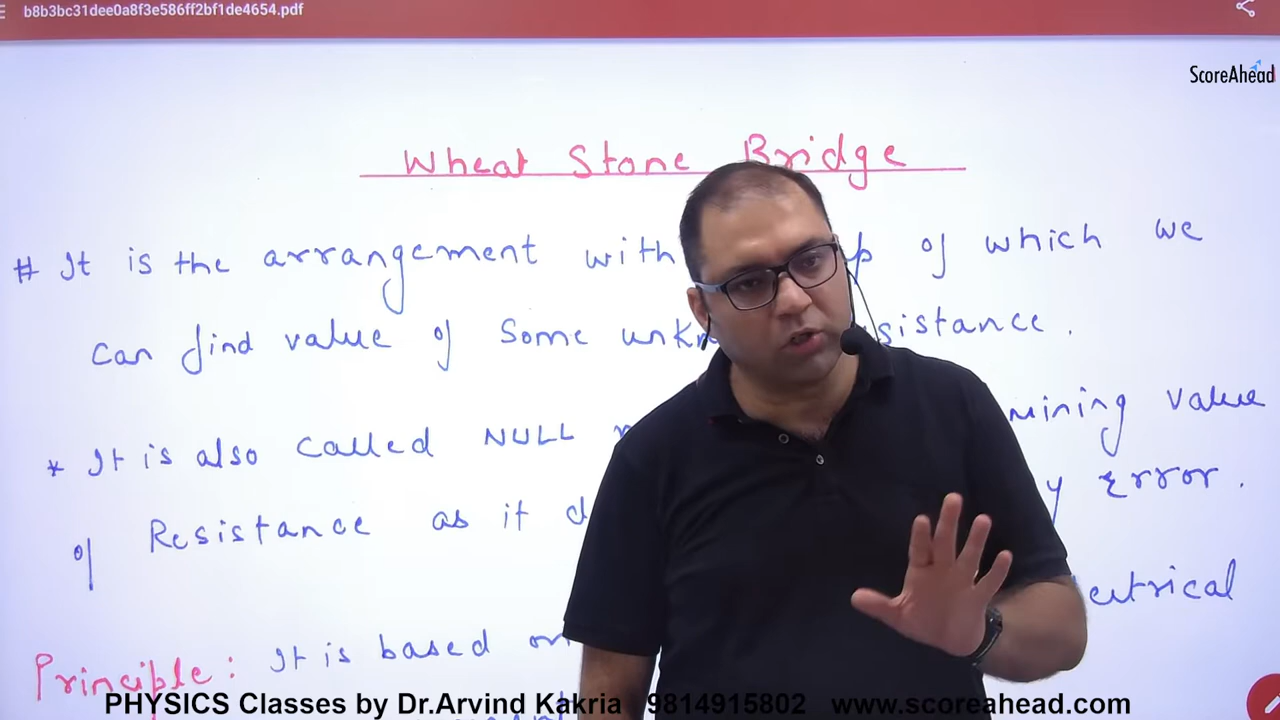 b8b3bc31dee0a8f3e586ff2bf1de4654.pdf
ScoreAhead
Wheat Stone Bridge
# It is the arrangement with of which we
can find value of some unkn sistance.
* It is also called NULL mining value
of Resistance as it d y Error.
Principle: It is based on ectrical
PHYSICS Classes by Dr.Arvind Kakria 9814915802 www.scoreahead.com